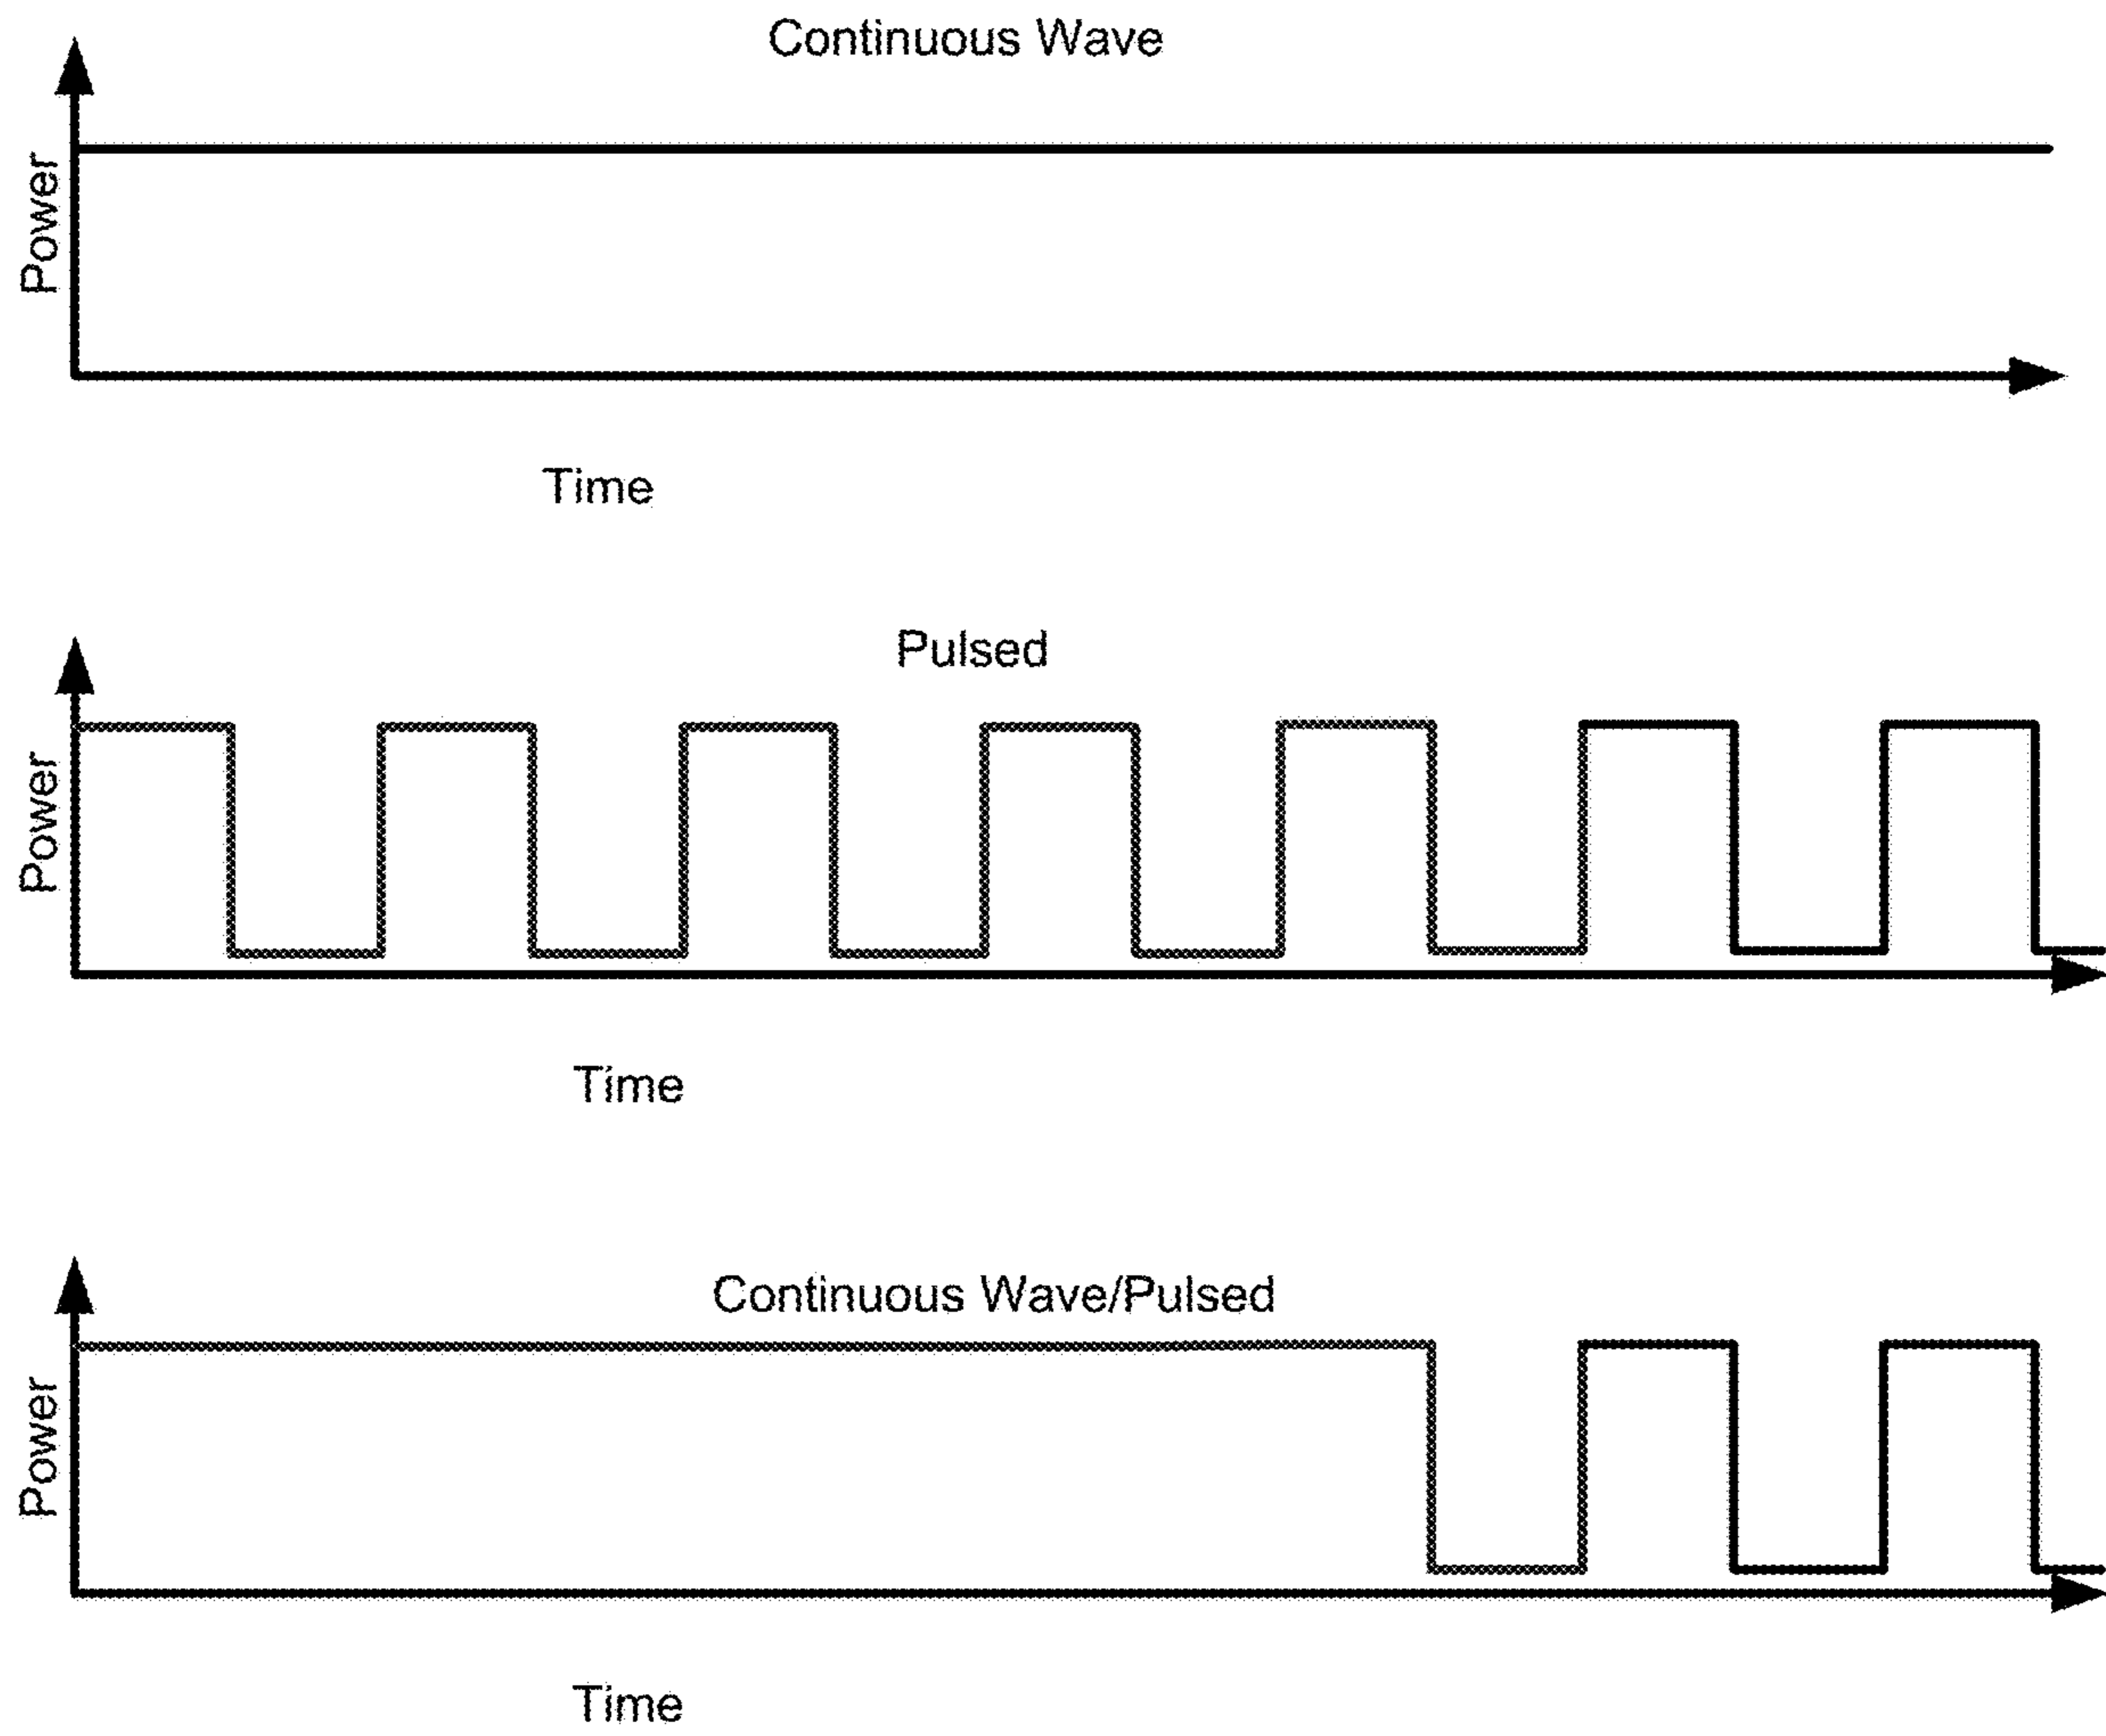 Continuous Wave
Power
Time
Pulsed
Power
Time
Continuous Wave/Pulsed
Power
Time